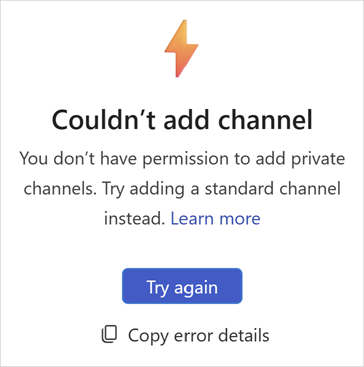 Couldn’t add channel
You don’t have permission to add private
channels. Try adding a standard channel
instead. Learn more
Try again
Copy error details